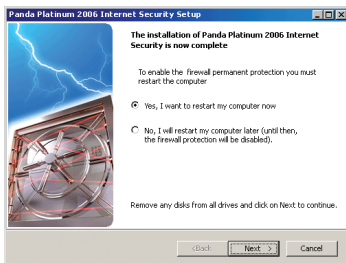 Panda Platinum 2006 Internet Security Setup
The installation of Panda Platinum 2006 Internet
Security is now complete
To enable the firewall permanent protection you must
restart the computer
Yes, I want to restart my computer now
No, I will restart my computer later (until then,
the firewall protection will be disabled).
Remove any disks from all drives and click on Next to continue.
<Back Next > Cancel